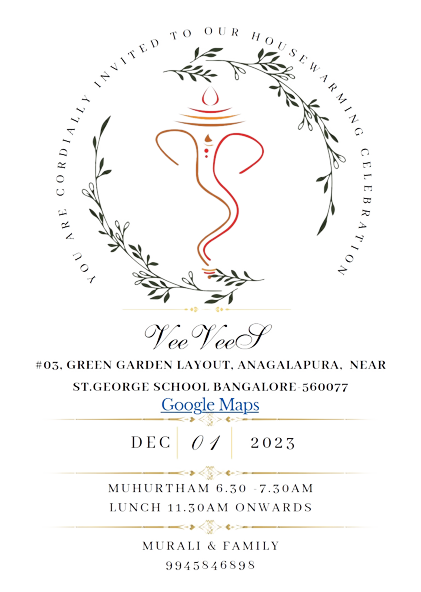 YOU ARE CORDIALLY INVITED TO OUR HOUSEWARMING CELEBRATION
VeeVeeS
#03, GREEN GARDEN LAYOUT, ANAGALAPURA, NEAR
ST.GEORGE SCHOOL BANGALORE-560077
Google Maps
DEC 01 2023
MUHURTHAM 6.30 -7.30AM
LUNCH 11.30AM ONWARDS
MURALI & FAMILY
9945846898